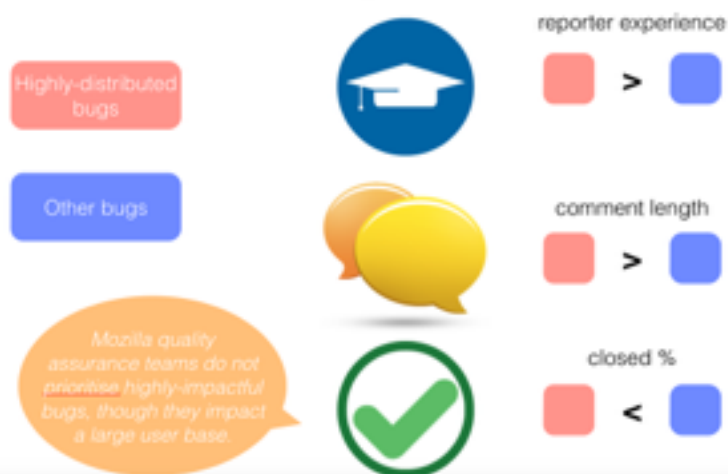 Highly-distributed
bugs
Other bugs
Mozilla quality
assurance teams do not
prioritise highly-impactful
bugs, though they impact
a large user base.
reporter experience
>
comment length
>
closed %
<